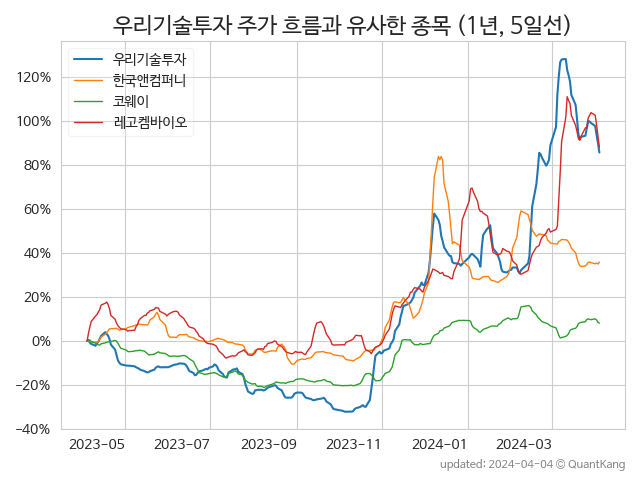 우리기술투자 주가 흐름과 유사한 종목 (1년, 5일선)
우리기술투자
한국앤컴퍼니
코웨이
레고켐바이오
120%
100%
80%
60%
40%
20%
0%
−20%
−40%
2023-05 2023-07 2023-09 2023-11 2024-01 2024-03
updated: 2024-04-04 © QuantKang